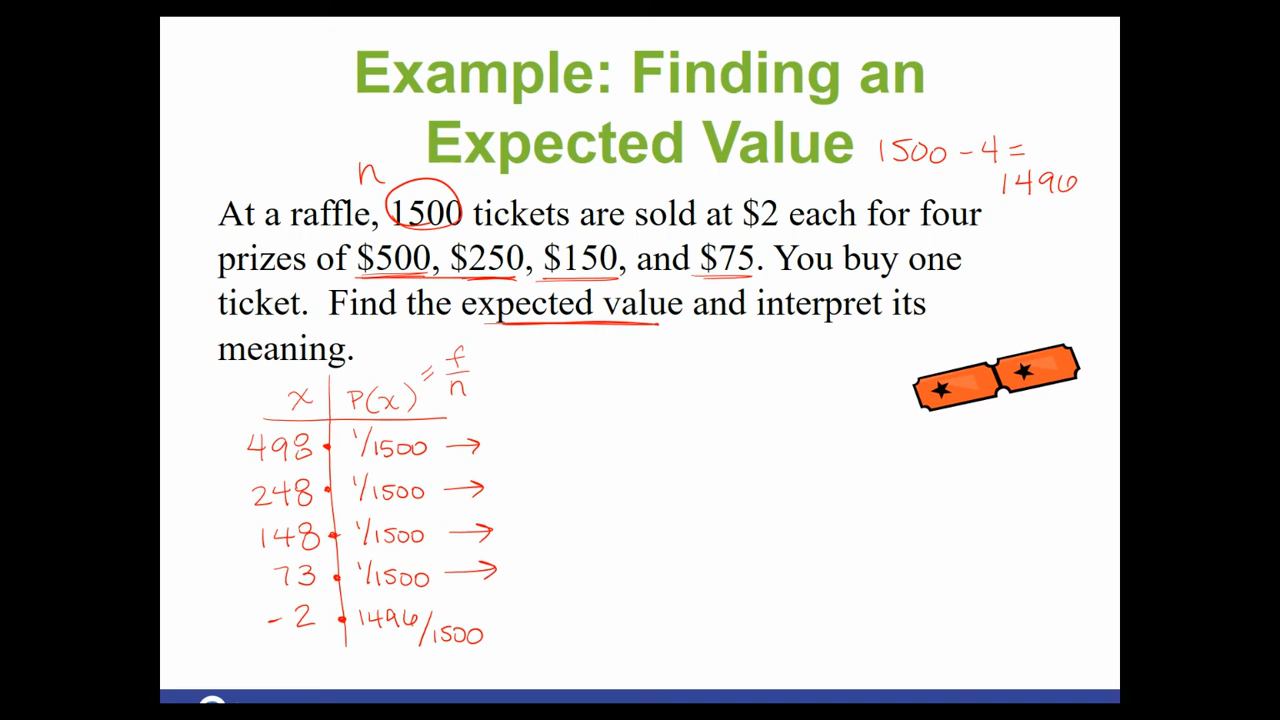 Example: Finding an
Expected Value
1500 - 4 =
1496
n
At a raffle, 1500 tickets are sold at $2 each for four
prizes of $500, $250, $150, and $75. You buy one
ticket. Find the expected value and interpret its
meaning.
x P(x) = f/n
498 1/1500 →
248 1/1500 →
148 1/1500 →
73 1/1500 →
-2 1496/1500